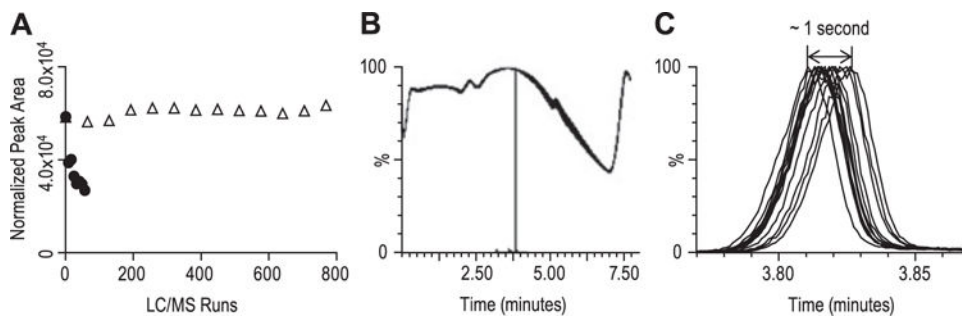 A
Normalized Peak Area
8.0x10⁴
4.0x10⁴
0
0 200 400 600 800
LC/MS Runs
B
100
%
0
2.50 5.00 7.50
Time (minutes)
C
~ 1 second
100
%
0
3.80 3.85
Time (minutes)